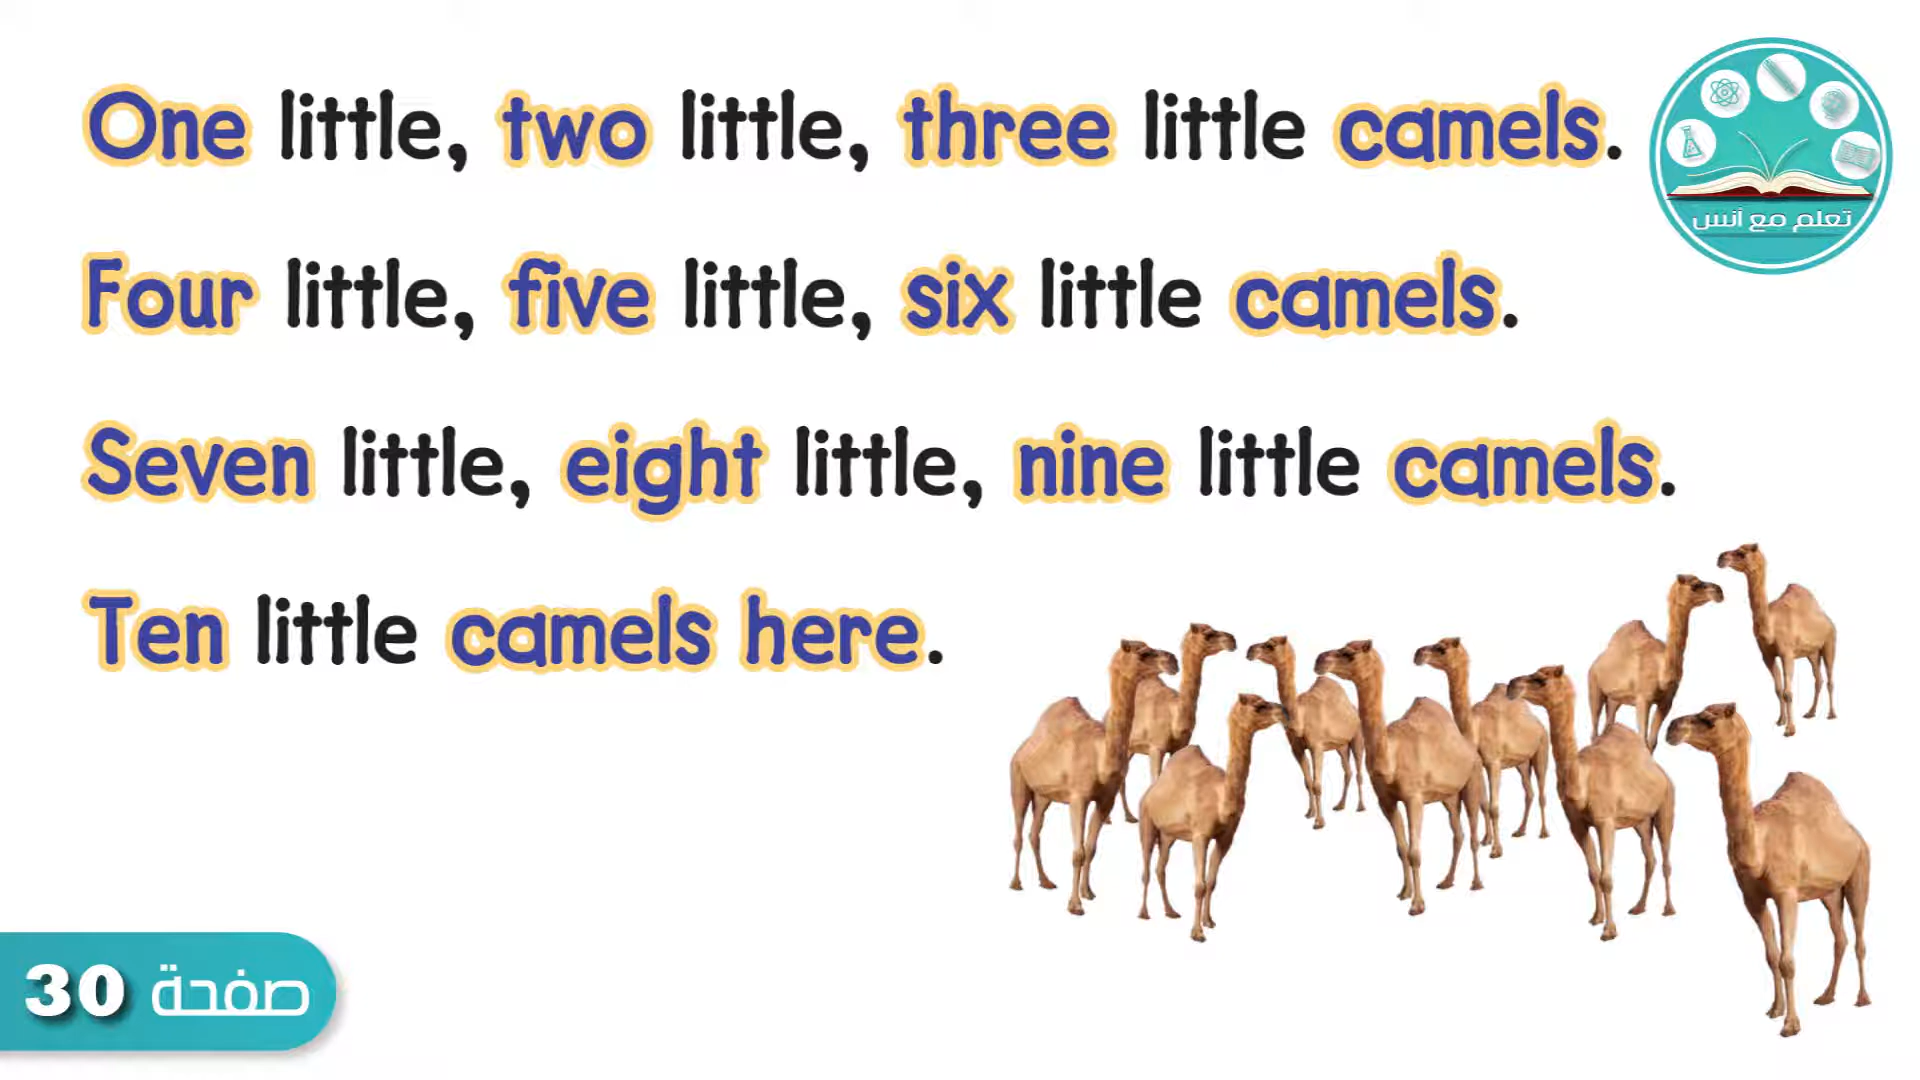 One little, two little, three little camels.
Four little, five little, six little camels.
Seven little, eight little, nine little camels.
Ten little camels here.
تعلم مع أنس
صفحة 30